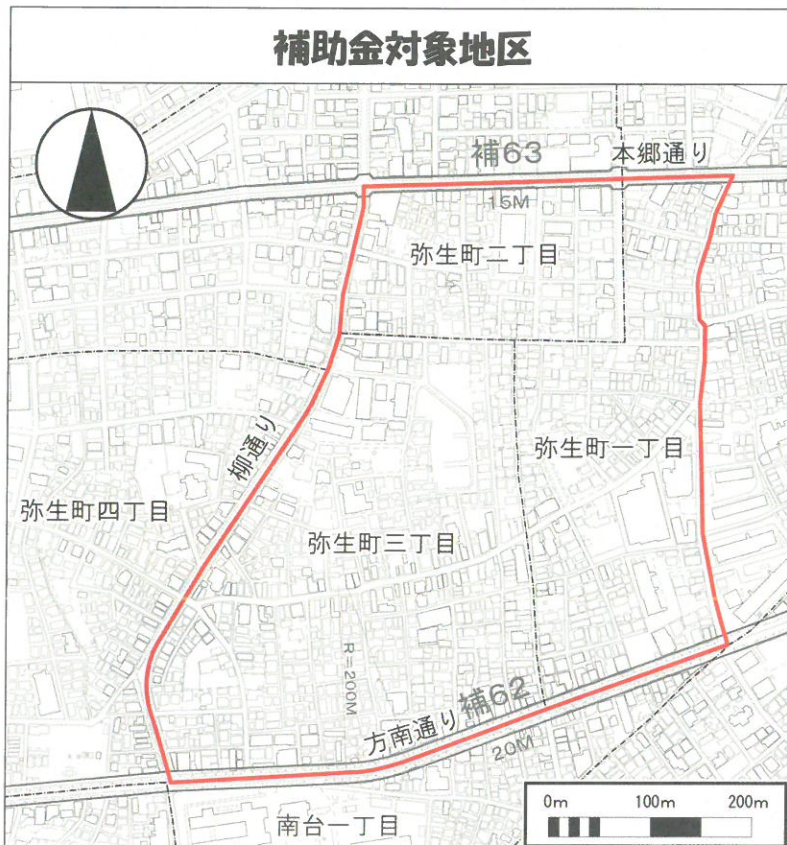 補助金対象地区
補63
本郷通り
15M
弥生町二丁目
柳通り
弥生町一丁目
弥生町四丁目
弥生町三丁目
R=200M
方南通り
補62
20M
南台一丁目
0m 100m 200m